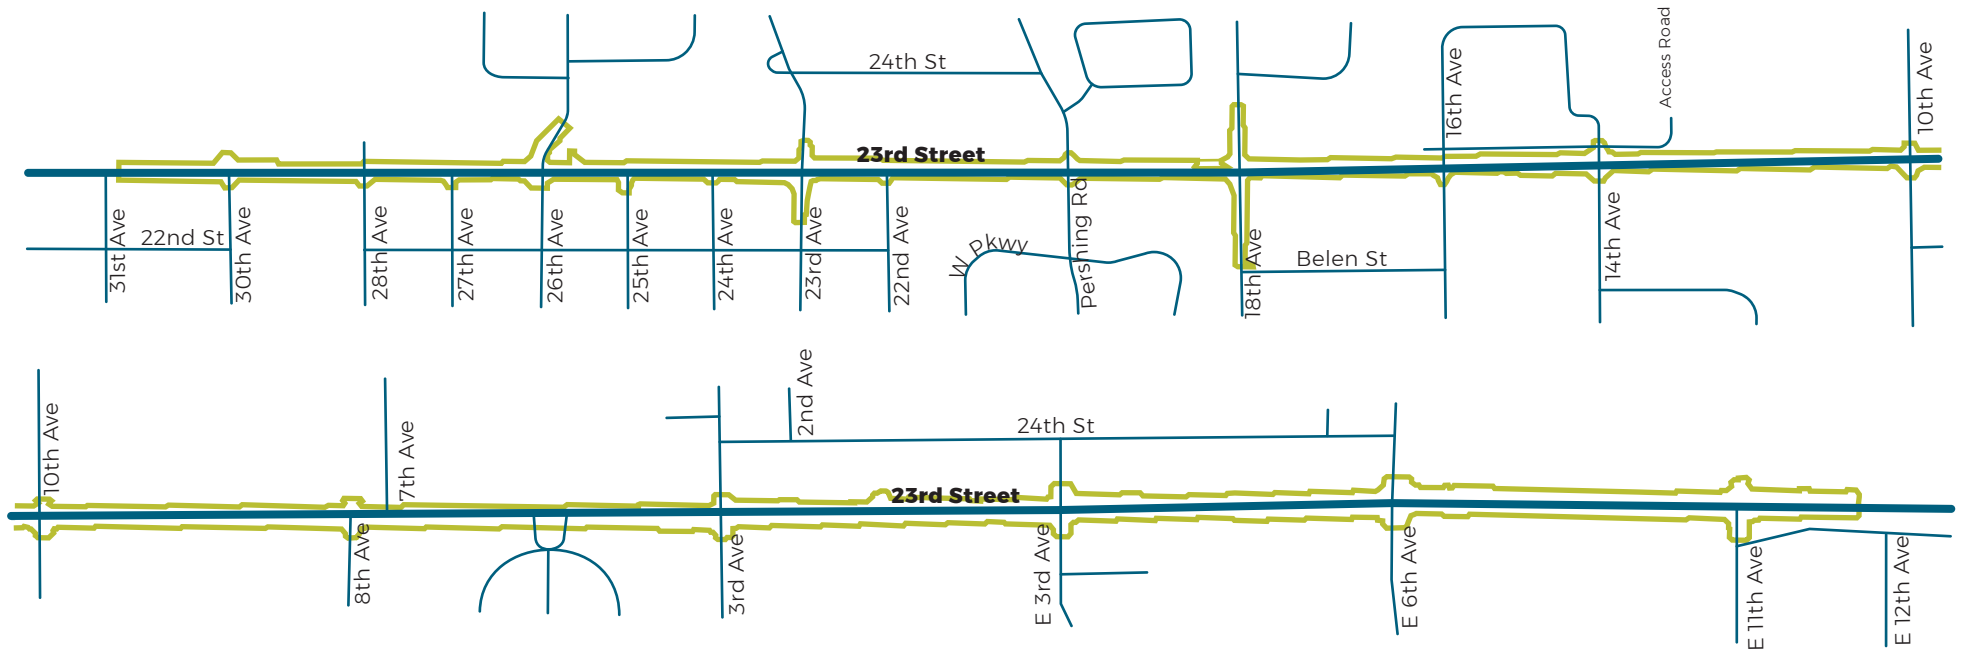 24th St
Access Road
16th Ave
10th Ave
23rd Street
31st Ave
22nd St
30th Ave
28th Ave
27th Ave
26th Ave
25th Ave
24th Ave
23rd Ave
22nd Ave
W Pkwy
Pershing Rd
18th Ave
Belen St
14th Ave
10th Ave
7th Ave
2nd Ave
24th St
23rd Street
8th Ave
3rd Ave
E 3rd Ave
E 6th Ave
E 11th Ave
E 12th Ave